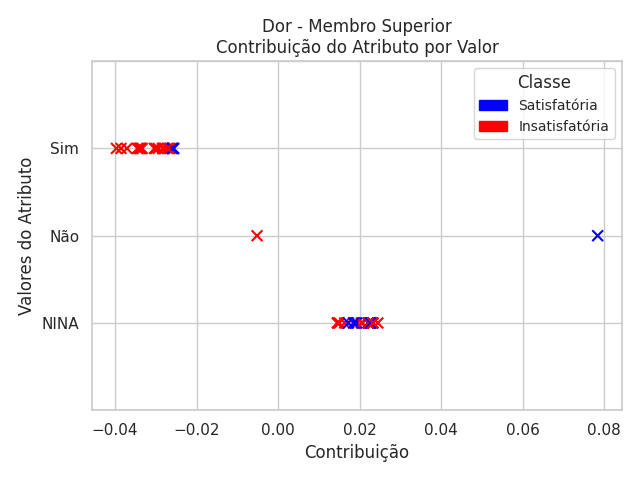 Dor - Membro Superior
Contribuição do Atributo por Valor
Classe
Satisfatória
Insatisfatória
Valores do Atributo
Sim
Não
NINA
−0.04 −0.02 0.00 0.02 0.04 0.06 0.08
Contribuição